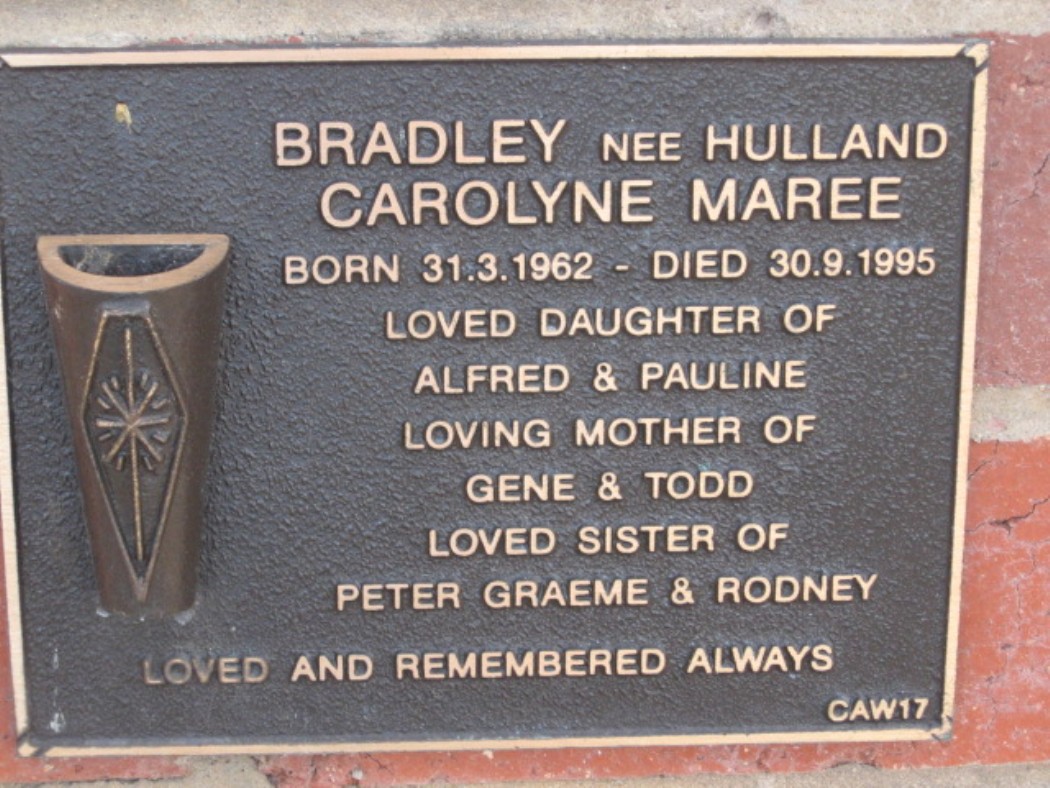 BRADLEY NEE HULLAND
CAROLYNE MAREE
BORN 31.3.1962 - DIED 30.9.1995
LOVED DAUGHTER OF
ALFRED & PAULINE
LOVING MOTHER OF
GENE & TODD
LOVED SISTER OF
PETER GRAEME & RODNEY
LOVED AND REMEMBERED ALWAYS
CAW17